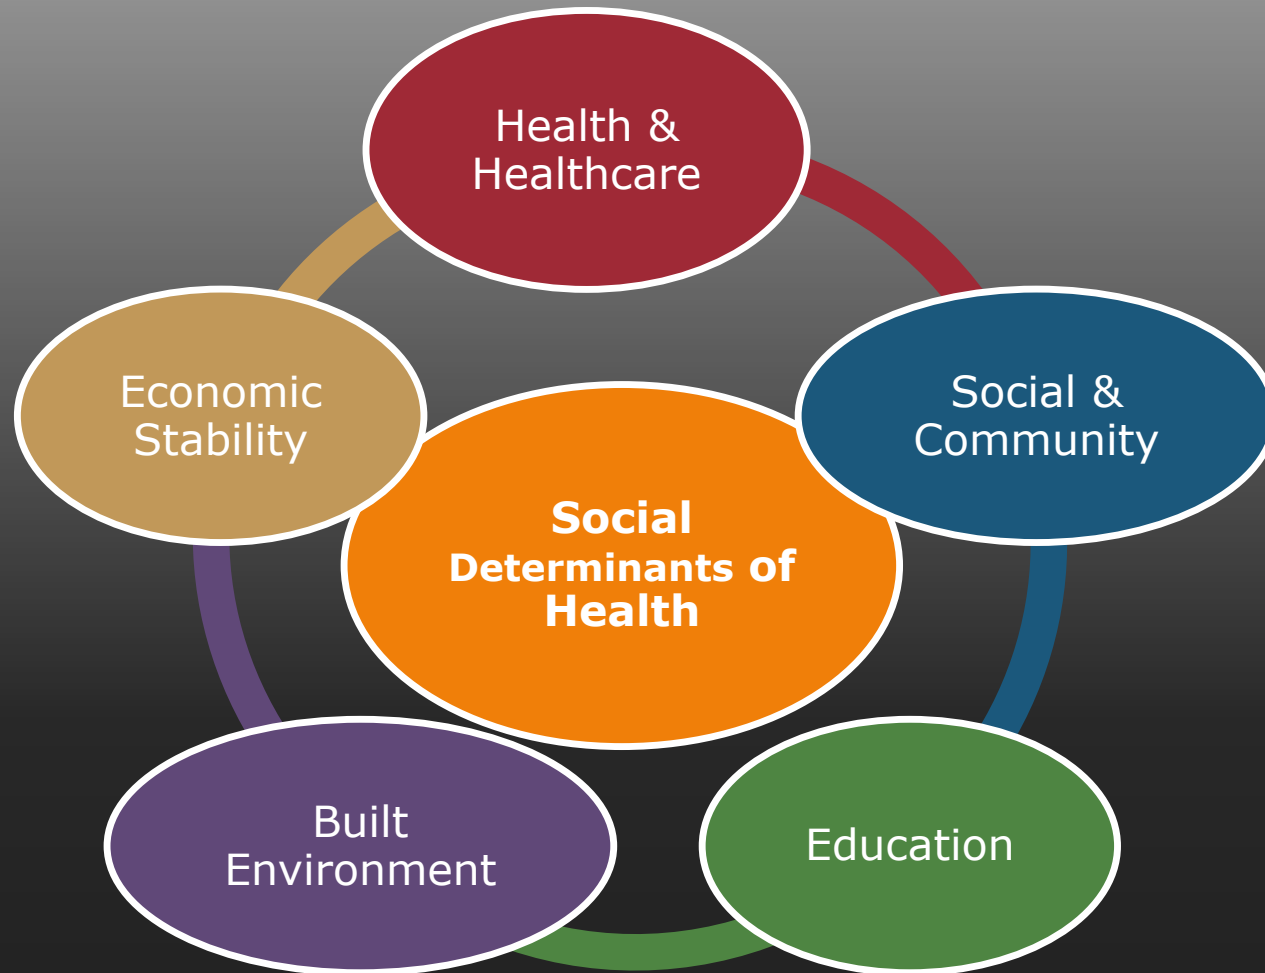 Health &
Healthcare
Economic
Stability
Social &
Community
Social
Determinants of
Health
Built
Environment
Education